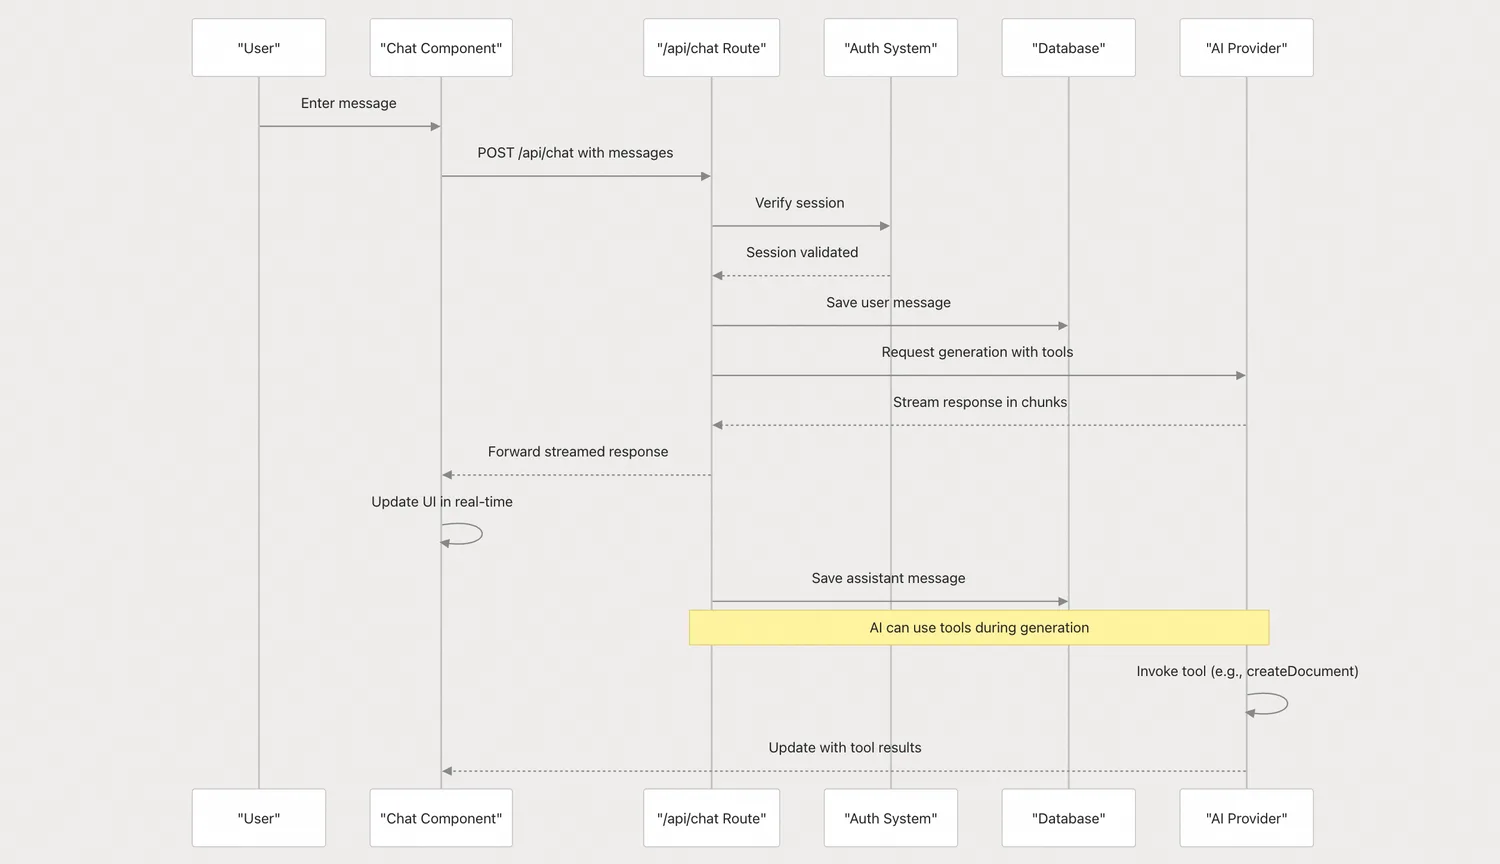 "User"
"Chat Component"
"/api/chat Route"
"Auth System"
"Database"
"AI Provider"
Enter message
POST /api/chat with messages
Verify session
Session validated
Save user message
Request generation with tools
Stream response in chunks
Forward streamed response
Update UI in real-time
Save assistant message
AI can use tools during generation
Invoke tool (e.g., createDocument)
Update with tool results
"User"
"Chat Component"
"/api/chat Route"
"Auth System"
"Database"
"AI Provider"